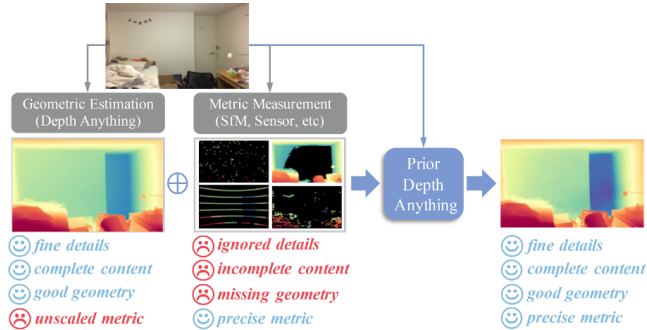 Geometric Estimation
(Depth Anything)
Metric Measurement
(SfM, Sensor, etc)
Prior
Depth
Anything
fine details
complete content
good geometry
unscaled metric
ignored details
incomplete content
missing geometry
precise metric
fine details
complete content
good geometry
precise metric